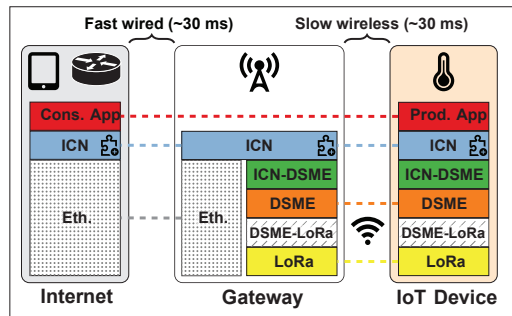 Fast wired (~30 ms)
Slow wireless (~30 ms)
Cons. App
Prod. App
ICN
ICN
ICN
Eth.
Eth.
ICN-DSME
ICN-DSME
DSME
DSME
DSME-LoRa
DSME-LoRa
LoRa
LoRa
Internet
Gateway
IoT Device